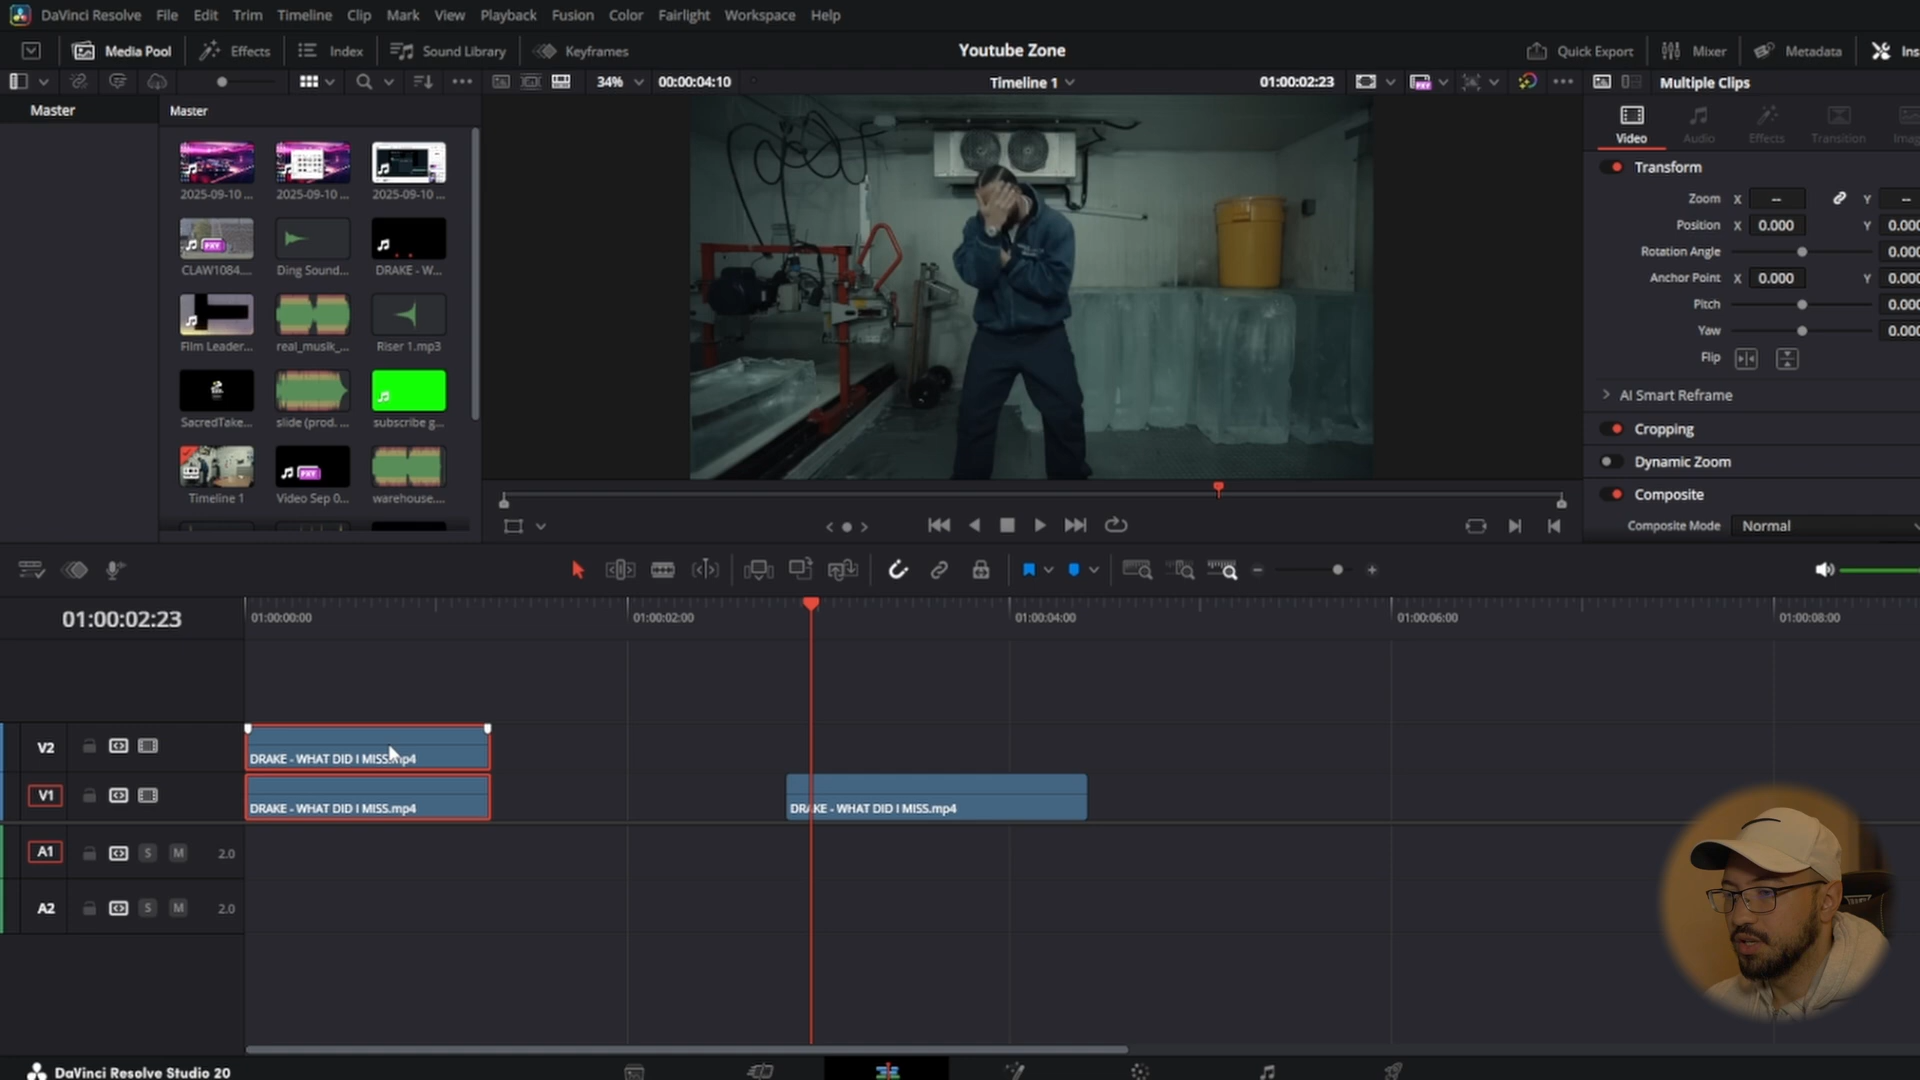 DaVinci Resolve File Edit Trim Timeline Clip Mark View Playback Fusion Color Fairlight Workspace Help
Media Pool Effects Index Sound Library Keyframes Youtube Zone Quick Export Mixer Metadata Ins
34% 00:00:04:10 Timeline 1 01:00:02:23 Multiple Clips
Master Master
Video Audio Effects Transition Imag
2025-09-10 ... 2025-09-10 ... 2025-09-10 ...
PXY
CLAW1084.... Ding Sound... DRAKE - W...
Film Leader... real_musik_... Riser 1.mp3
SacredTake... slide (prod. ... subscribe g...
PXY
Timeline 1 Video Sep 0... warehouse....
Transform
Zoom X -- Y --
Position X 0.000 Y 0.000
Rotation Angle 0.000
Anchor Point X 0.000 Y 0.000
Pitch 0.000
Yaw 0.000
Flip
AI Smart Reframe
Cropping
Dynamic Zoom
Composite
Composite Mode Normal
01:00:02:23 01:00:00:00 01:00:02:00 01:00:04:00 01:00:06:00 01:00:08:00
V2 DRAKE - WHAT DID I MISS.mp4
V1 DRAKE - WHAT DID I MISS.mp4 DRAKE - WHAT DID I MISS.mp4
A1 S M 2.0
A2 S M 2.0
DaVinci Resolve Studio 20